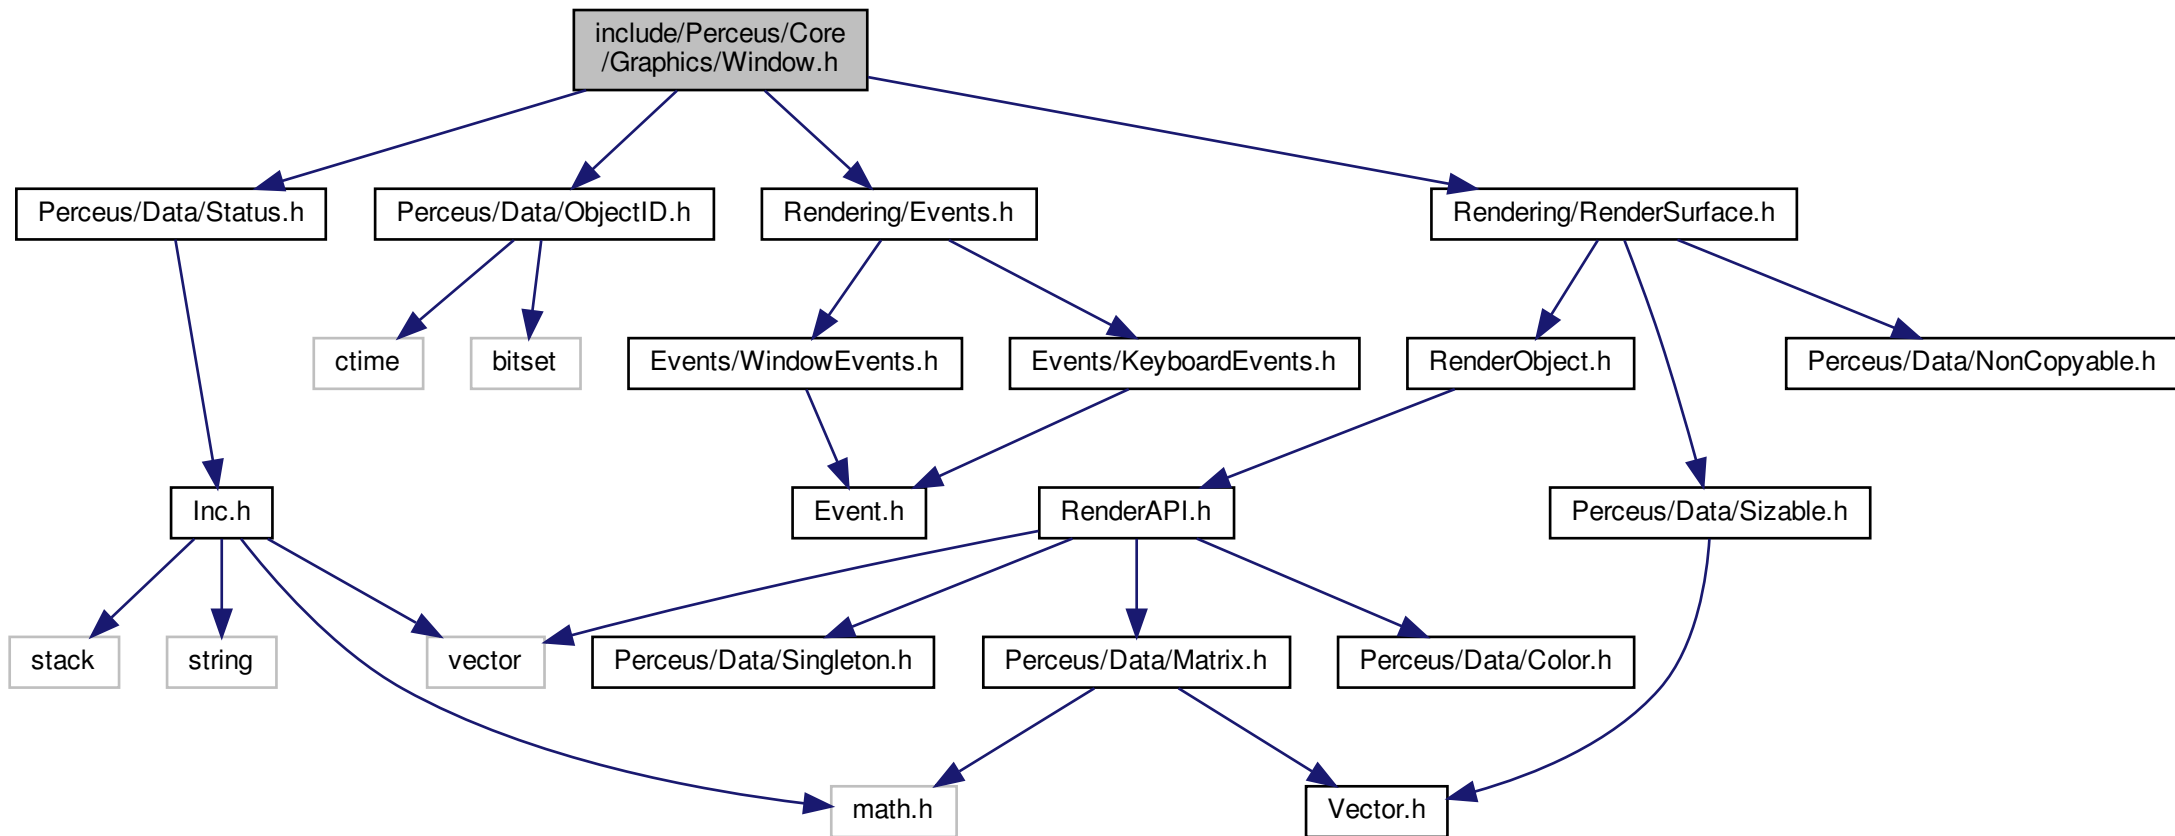 include/Perceus/Core
/Graphics/Window.h
Perceus/Data/Status.h
Perceus/Data/ObjectID.h
Rendering/Events.h
Rendering/RenderSurface.h
ctime
bitset
Events/WindowEvents.h
Events/KeyboardEvents.h
RenderObject.h
Perceus/Data/NonCopyable.h
Inc.h
Event.h
RenderAPI.h
Perceus/Data/Sizable.h
stack
string
vector
Perceus/Data/Singleton.h
Perceus/Data/Matrix.h
Perceus/Data/Color.h
math.h
Vector.h